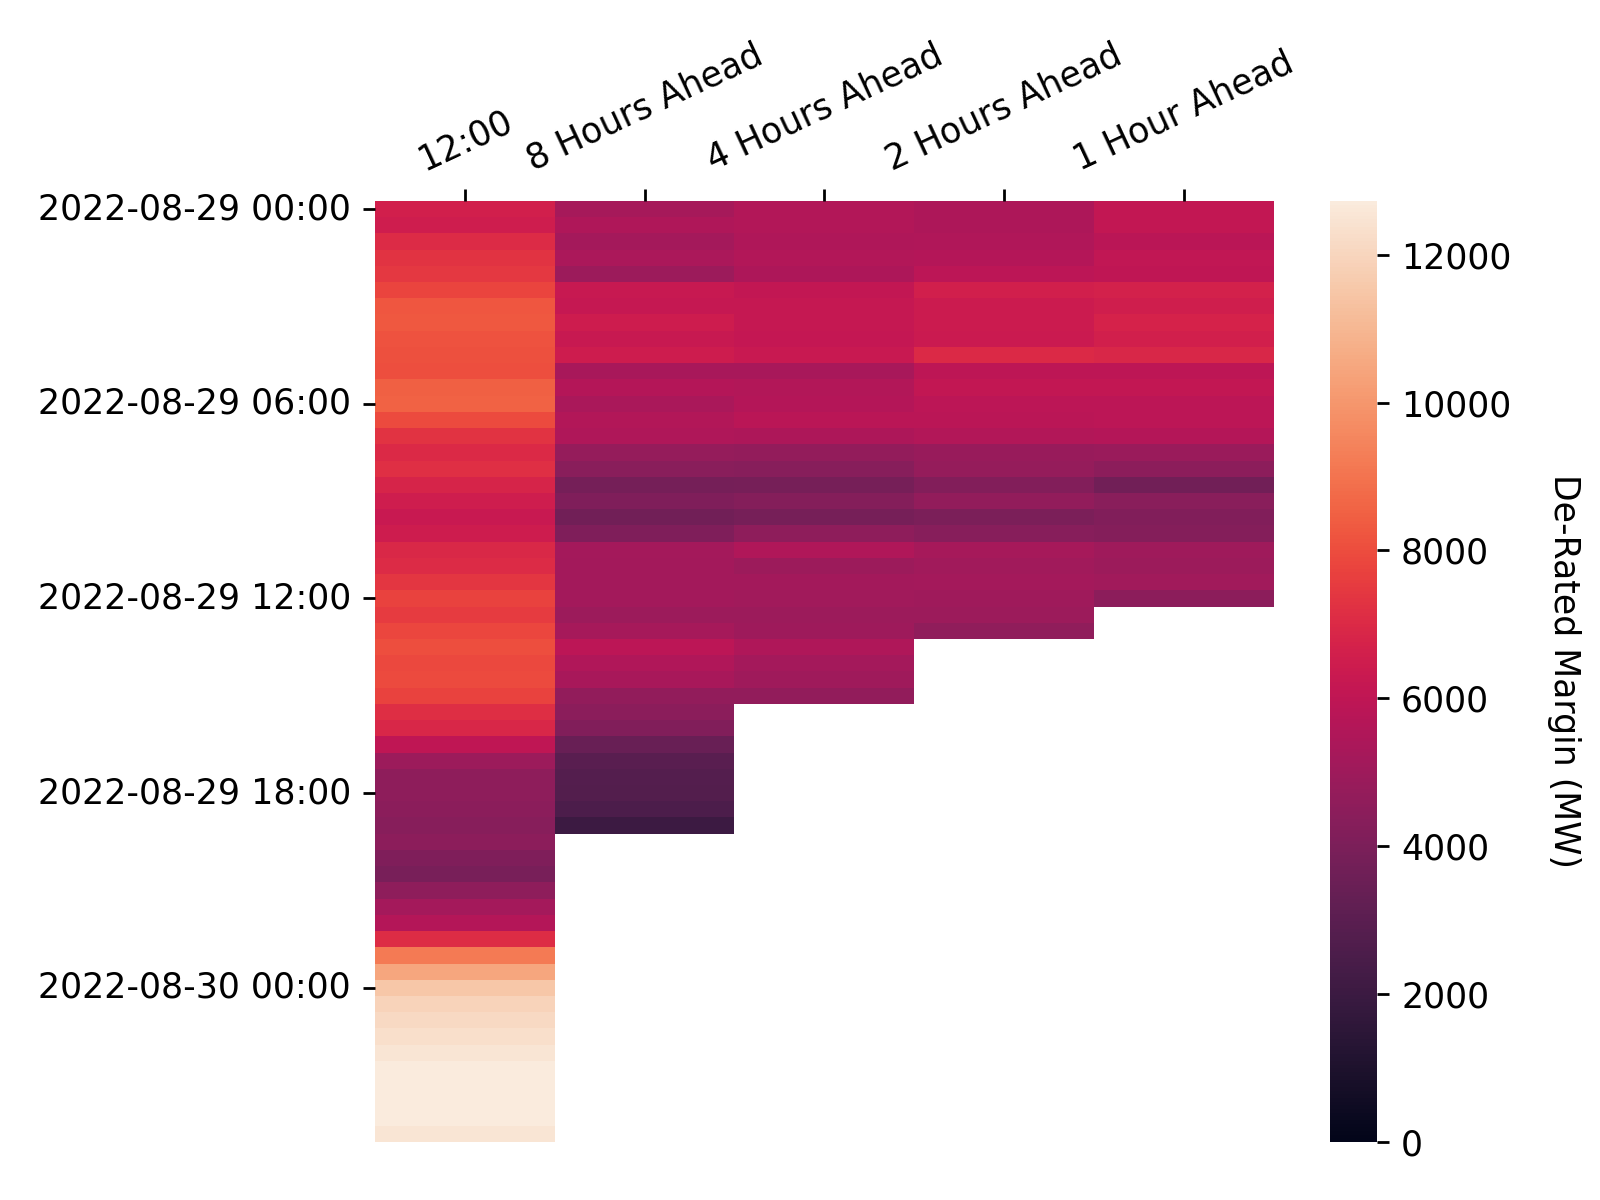 12:00
8 Hours Ahead
4 Hours Ahead
2 Hours Ahead
1 Hour Ahead
2022-08-29 00:00
2022-08-29 06:00
2022-08-29 12:00
2022-08-29 18:00
2022-08-30 00:00
12000
10000
8000
6000
4000
2000
0
De-Rated Margin (MW)